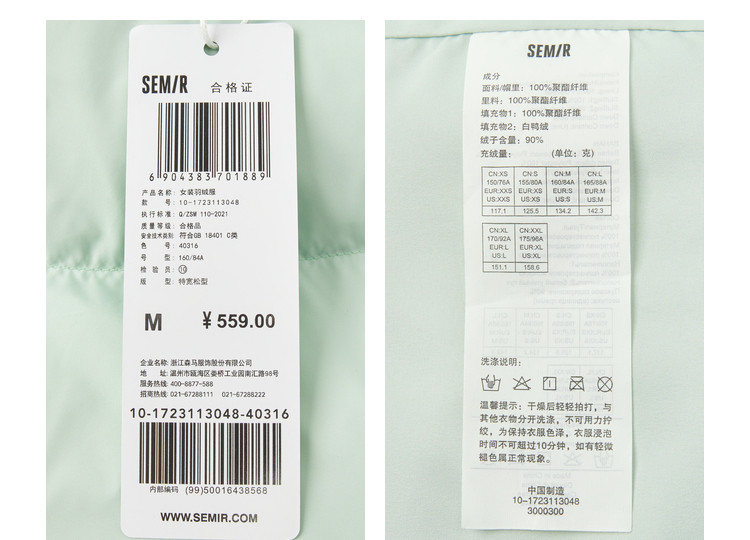 SEMIR
合格证
6 904383 701889
产品名称: 女装羽绒服
款 号: 10-1723113048
执行标准: Q/ZSM 110-2021
质量等级: 合格品
安全技术类别: 符合GB 18401 C类
色 号: 40316
号 型: 160/84A
检 验 员: ⑩
版 型: 特宽松型
M ¥ 559.00
企业名称: 浙江森马服饰股份有限公司
地 址: 温州市瓯海区娄桥工业园南汇路98号
服务热线: 400-8877-588
招商热线: 021-67288111 021-67288222
10-1723113048-40316
内部编码 (99)50016438568
WWW.SEMIR.COM
SEMIR
成分
面料/帽里: 100%聚酯纤维
里料: 100%聚酯纤维
填充物1: 100%聚酯纤维
填充物2: 白鸭绒
绒子含量: 90%
充绒量: (单位: 克)
CN:XS CN:S CN:M CN:L
150/76A 155/80A 160/84A 165/88A
EUR:XXS EUR:XS EUR:S EUR:M
US:XXS US:XS US:S US:M
117.1 125.5 134.2 142.3
CN:XL CN:XXL
170/92A 175/96A
EUR:L EUR:XL
US:L US:XL
151.1 158.6
洗涤说明:
温馨提示: 干燥后轻轻拍打, 与
其他衣物分开洗涤, 不可用力拧
绞, 为保持衣服色泽, 衣服浸泡
时间不可超过10分钟, 如有轻微
褪色属正常现象。
中国制造
10-1723113048
3000300